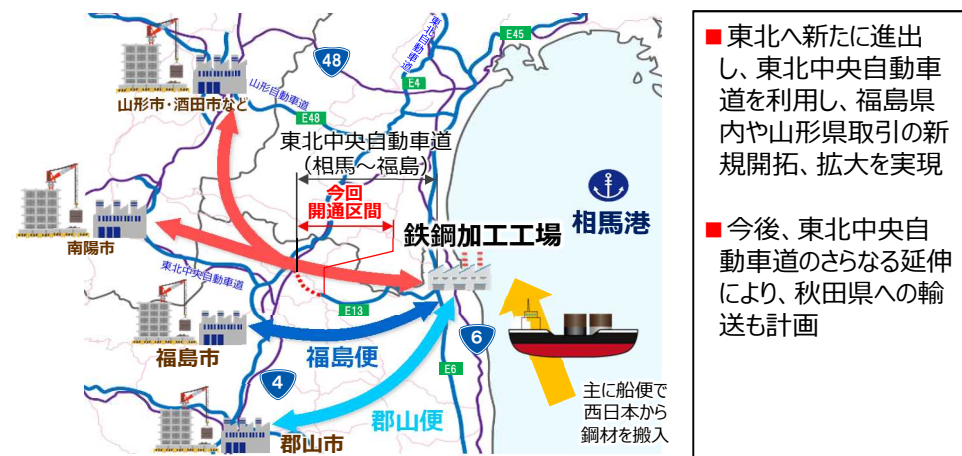 48
東北自動車道
E45
E4
山形自動車道
山形市・酒田市など
E48
東北中央自動車道
（相馬～福島）
今回
開通区間
相馬港
鉄鋼加工工場
南陽市
東北中央自動車道
E13
福島市
福島便
6
4
E6
主に船便で
西日本から
鋼材を搬入
郡山便
郡山市
■東北へ新たに進出
し、東北中央自動車
道を利用し、福島県
内や山形県取引の新
規開拓、拡大を実現
■今後、東北中央自
動車道のさらなる延伸
により、秋田県への輸
送も計画